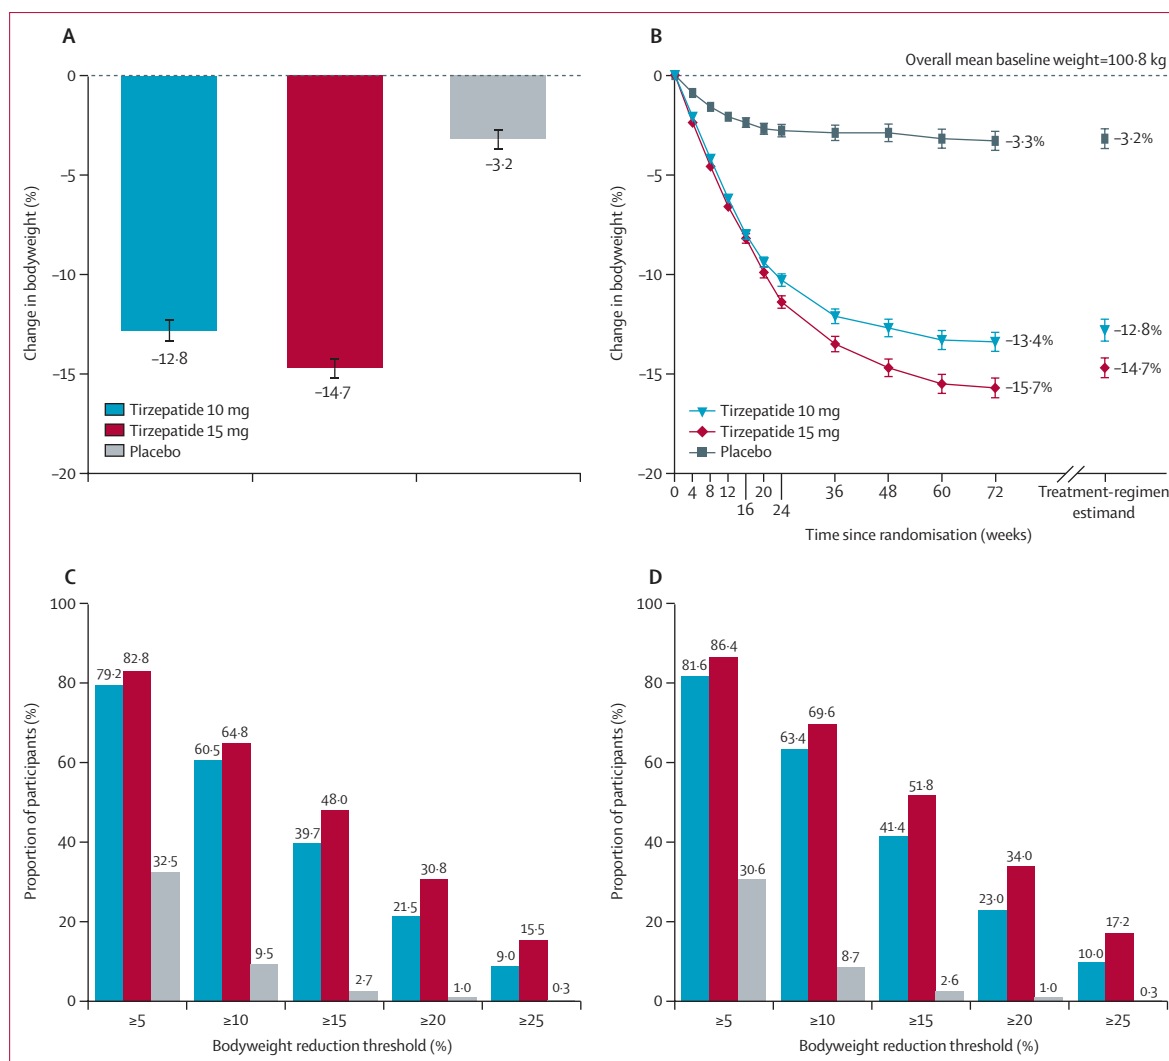 A
0
−5
−10
−15
−20
Change in bodyweight (%)
−12·8
−14·7
−3·2
Tirzepatide 10 mg
Tirzepatide 15 mg
Placebo
B
Overall mean baseline weight=100·8 kg
0
−5
−10
−15
−20
Change in bodyweight (%)
−3·3%
−3·2%
−13·4%
−12·8%
−15·7%
−14·7%
Tirzepatide 10 mg
Tirzepatide 15 mg
Placebo
0 4 8 12 20 36 48 60 72 Treatment-regimen
16 24 estimand
Time since randomisation (weeks)
C
100
80
60
40
20
0
Proportion of participants (%)
79·2 82·8 32·5
60·5 64·8 9·5
39·7 48·0 2·7
21·5 30·8 1·0
9·0 15·5 0·3
≥5 ≥10 ≥15 ≥20 ≥25
Bodyweight reduction threshold (%)
D
100
80
60
40
20
0
Proportion of participants (%)
81·6 86·4 30·6
63·4 69·6 8·7
41·4 51·8 2·6
23·0 34·0 1·0
10·0 17·2 0·3
≥5 ≥10 ≥15 ≥20 ≥25
Bodyweight reduction threshold (%)